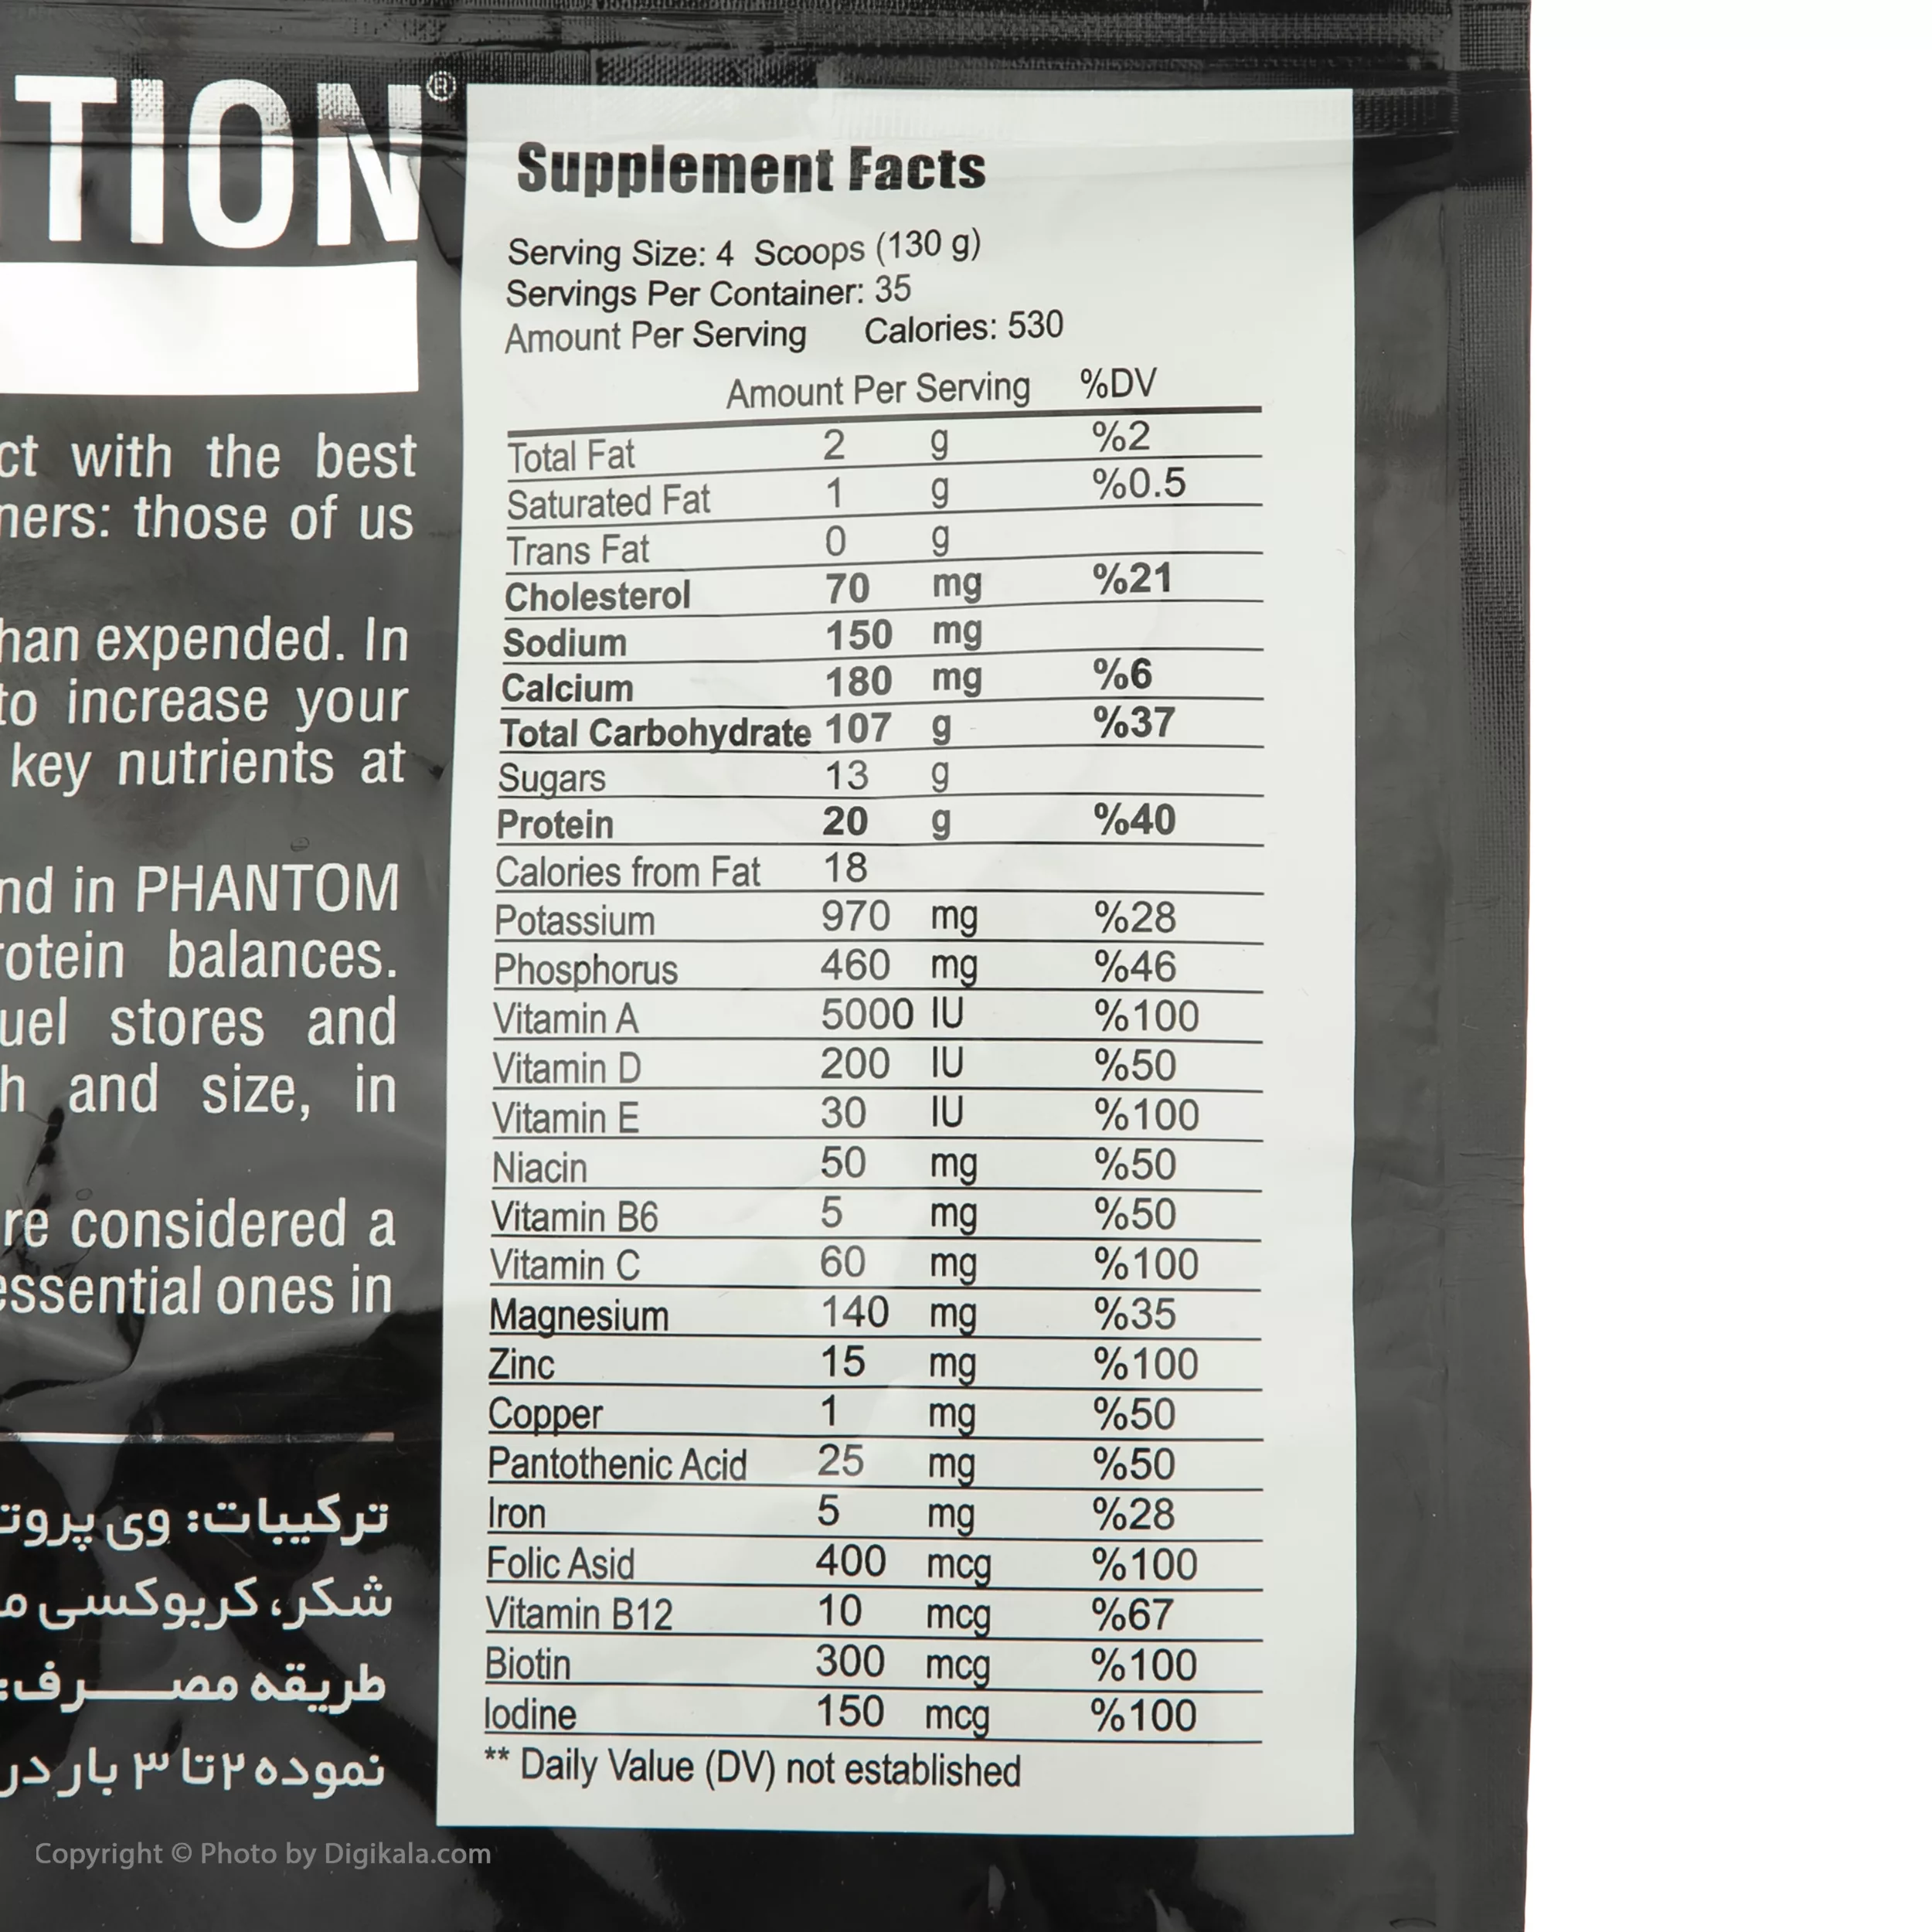 TION®
ct with the best
ners: those of us
han expended. In
to increase your
key nutrients at
nd in PHANTOM
rotein balances.
uel stores and
h and size, in
re considered a
essential ones in
ترکیبات: وی پروتـ
شکر، کربوکسی مـ
طریقه مصـــرف:
نموده ۲ تا ۳ بار در
Supplement Facts
Serving Size: 4 Scoops (130 g)
Servings Per Container: 35
Amount Per Serving Calories: 530
Amount Per Serving %DV
Total Fat 2 g %2
Saturated Fat 1 g %0.5
Trans Fat 0 g
Cholesterol 70 mg %21
Sodium 150 mg
Calcium 180 mg %6
Total Carbohydrate 107 g %37
Sugars 13 g
Protein 20 g %40
Calories from Fat 18
Potassium 970 mg %28
Phosphorus 460 mg %46
Vitamin A 5000 IU %100
Vitamin D 200 IU %50
Vitamin E 30 IU %100
Niacin 50 mg %50
Vitamin B6 5 mg %50
Vitamin C 60 mg %100
Magnesium 140 mg %35
Zinc 15 mg %100
Copper 1 mg %50
Pantothenic Acid 25 mg %50
Iron 5 mg %28
Folic Asid 400 mcg %100
Vitamin B12 10 mcg %67
Biotin 300 mcg %100
Iodine 150 mcg %100
** Daily Value (DV) not established
Copyright © Photo by Digikala.com